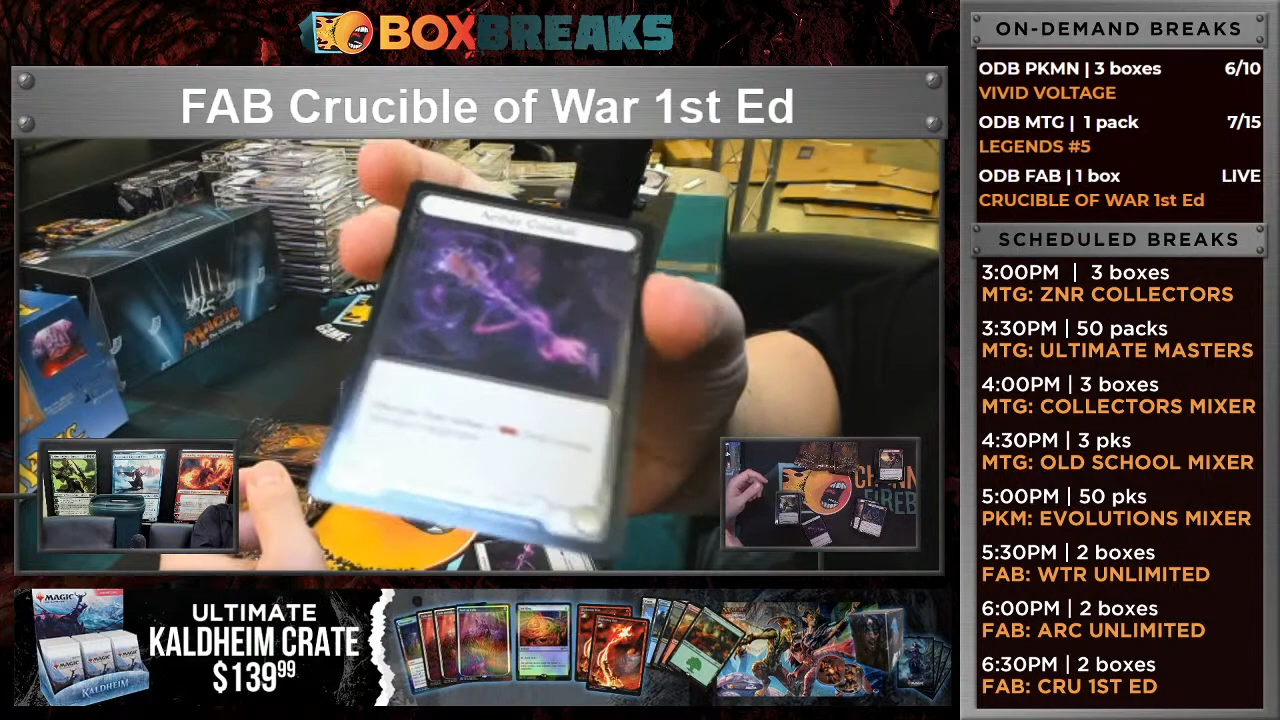 BOXBREAKS
FAB Crucible of War 1st Ed
Aether Conduit
25
MAGIC
ULTIMATE
KALDHEIM CRATE
$139.99
MAGIC
KALDHEIM
ON-DEMAND BREAKS
ODB PKMN | 3 boxes 6/10
VIVID VOLTAGE
ODB MTG | 1 pack 7/15
LEGENDS #5
ODB FAB | 1 box LIVE
CRUCIBLE OF WAR 1st Ed
SCHEDULED BREAKS
3:00PM | 3 boxes
MTG: ZNR COLLECTORS
3:30PM | 50 packs
MTG: ULTIMATE MASTERS
4:00PM | 3 boxes
MTG: COLLECTORS MIXER
4:30PM | 3 pks
MTG: OLD SCHOOL MIXER
5:00PM | 50 pks
PKM: EVOLUTIONS MIXER
5:30PM | 2 boxes
FAB: WTR UNLIMITED
6:00PM | 2 boxes
FAB: ARC UNLIMITED
6:30PM | 2 boxes
FAB: CRU 1ST ED